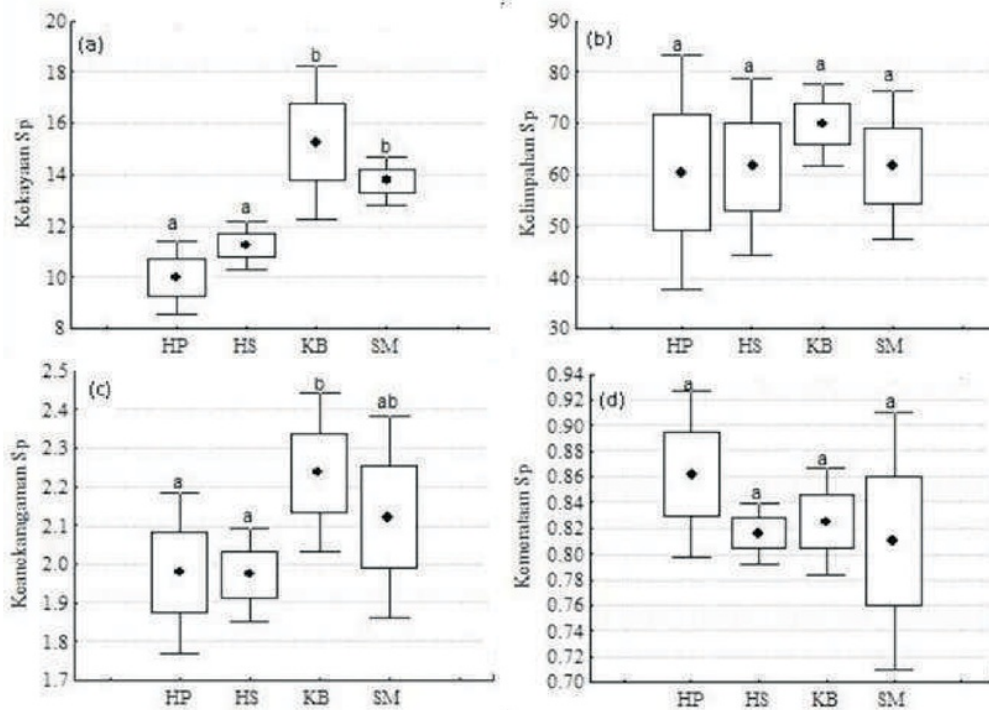 (a)
Kekayaan Sp
20
18
16
14
12
10
8
a
a
b
b
HP HS KB SM
(b)
Kelimpahan Sp
90
80
70
60
50
40
30
a
a
a
a
HP HS KB SM
(c)
Keanekaragaman Sp
2.5
2.4
2.3
2.2
2.1
2.0
1.9
1.8
1.7
a
a
b
ab
HP HS KB SM
(d)
Kemerataan Sp
0.94
0.92
0.90
0.88
0.86
0.84
0.82
0.80
0.78
0.76
0.74
0.72
0.70
a
a
a
a
HP HS KB SM